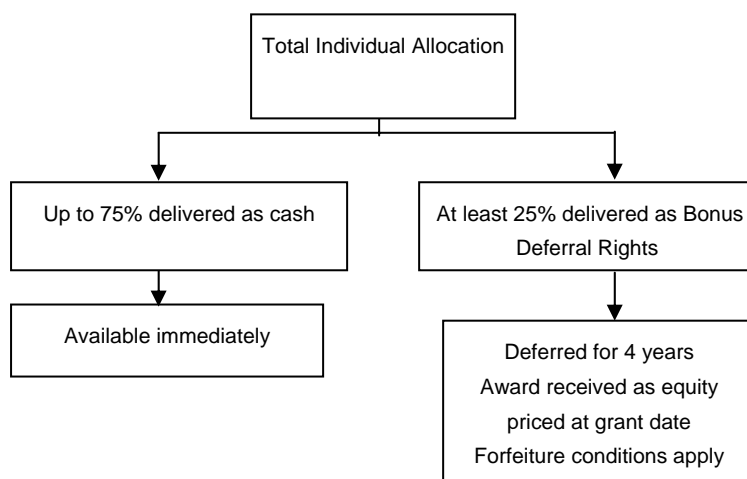 Total Individual Allocation
Up to 75% delivered as cash
At least 25% delivered as Bonus
Deferral Rights
Available immediately
Deferred for 4 years
Award received as equity
priced at grant date
Forfeiture conditions apply